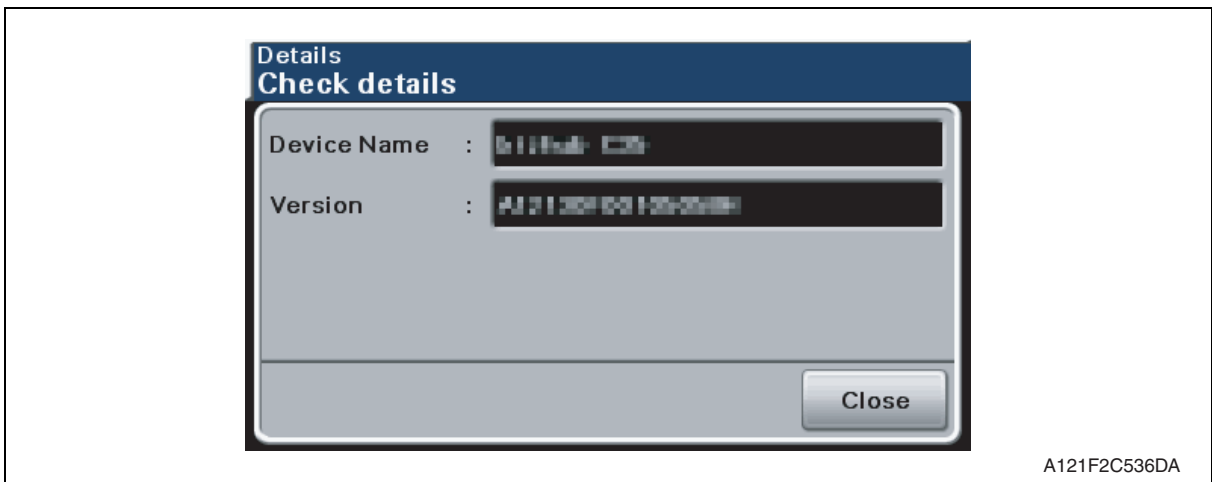 Details
Check details
Device Name :
Version :
Close
A121F2C536DA